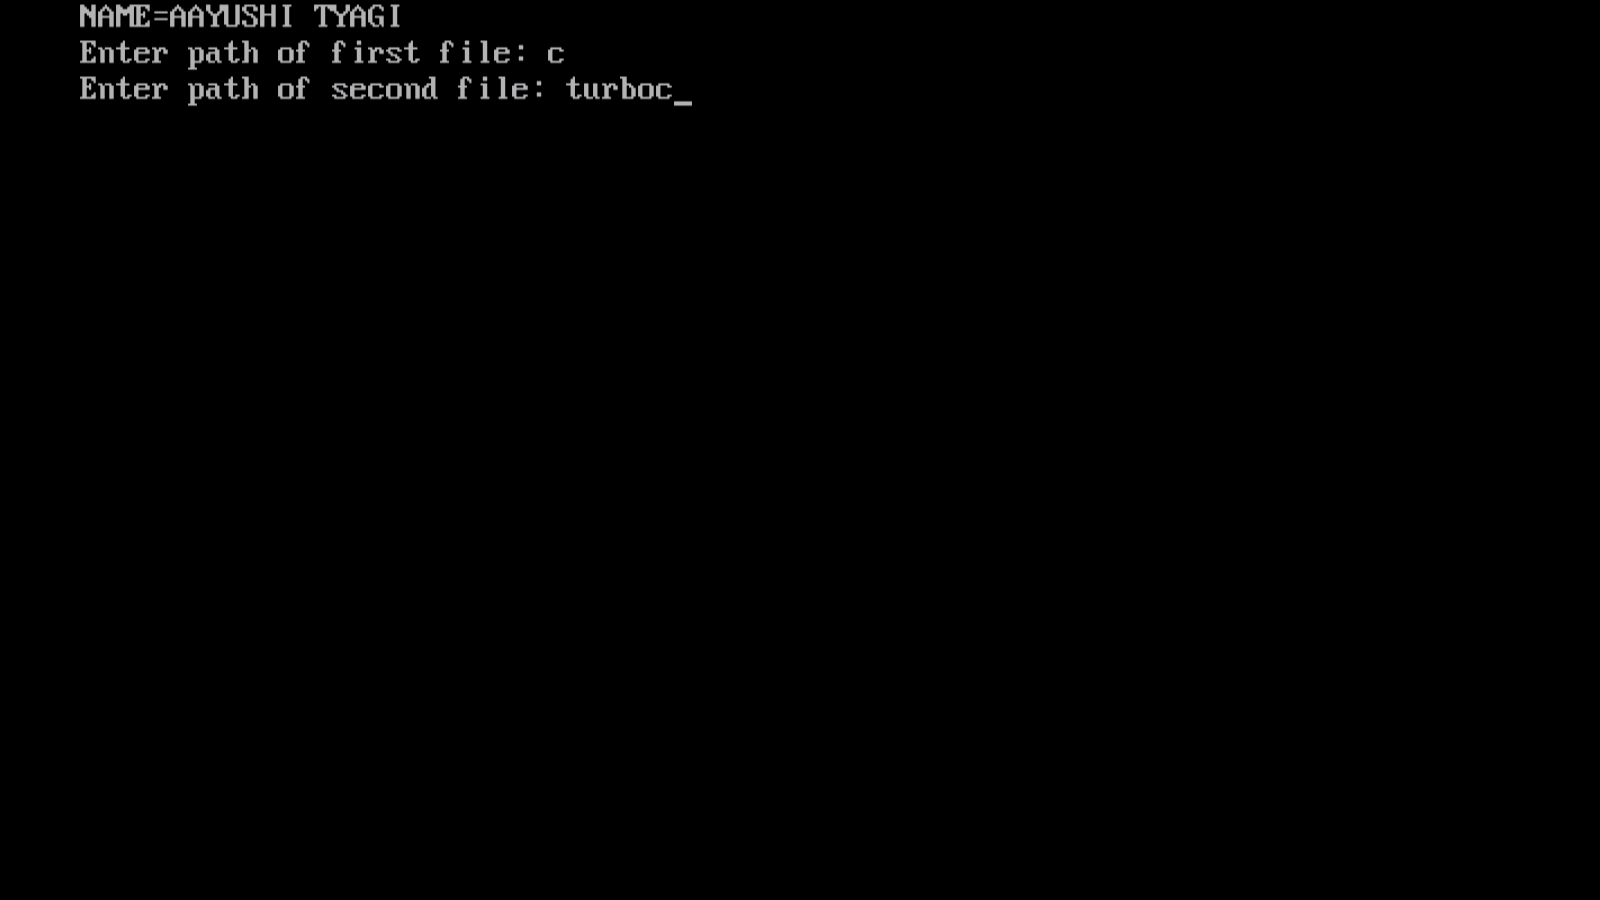 NAME=AAYUSHI TYAGI
Enter path of first file: c
Enter path of second file: turboc_